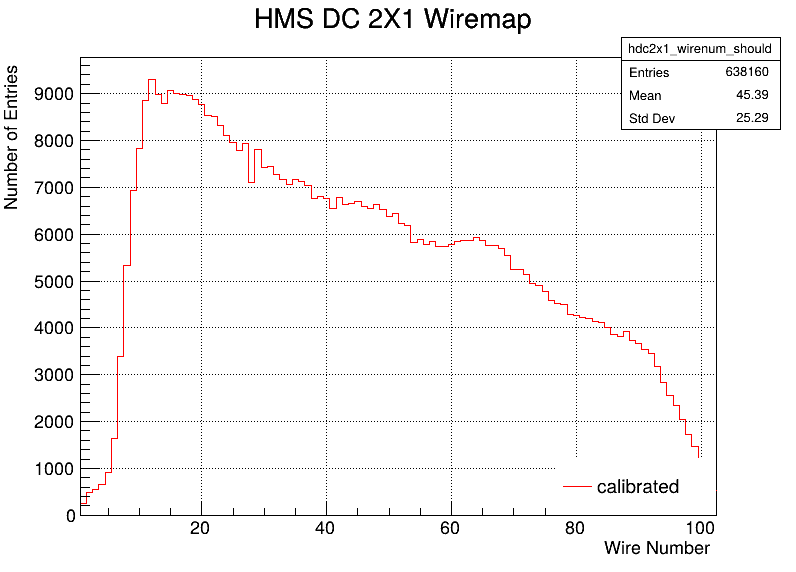 HMS DC 2X1 Wiremap
hdc2x1_wirenum_should
Entries 638160
Mean 45.39
Std Dev 25.29
Number of Entries
9000
8000
7000
6000
5000
4000
3000
2000
1000
0
calibrated
20 40 60 80 100
Wire Number